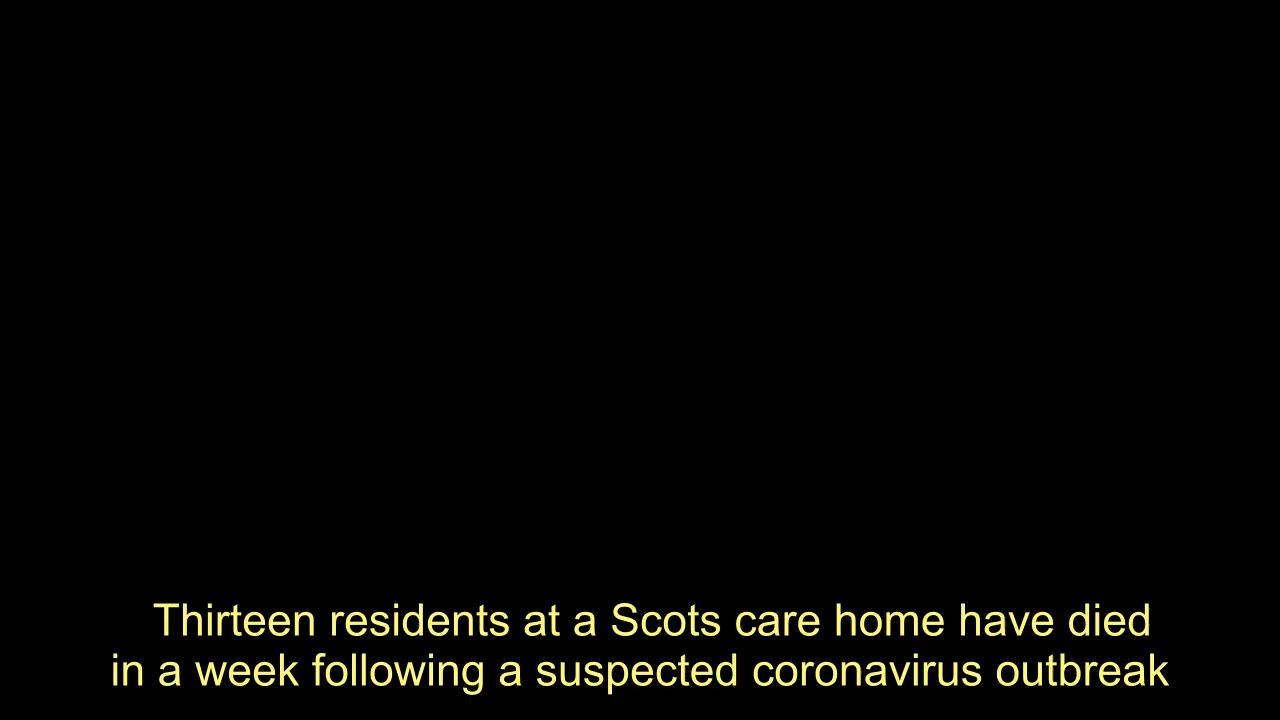 Thirteen residents at a Scots care home have died
in a week following a suspected coronavirus outbreak